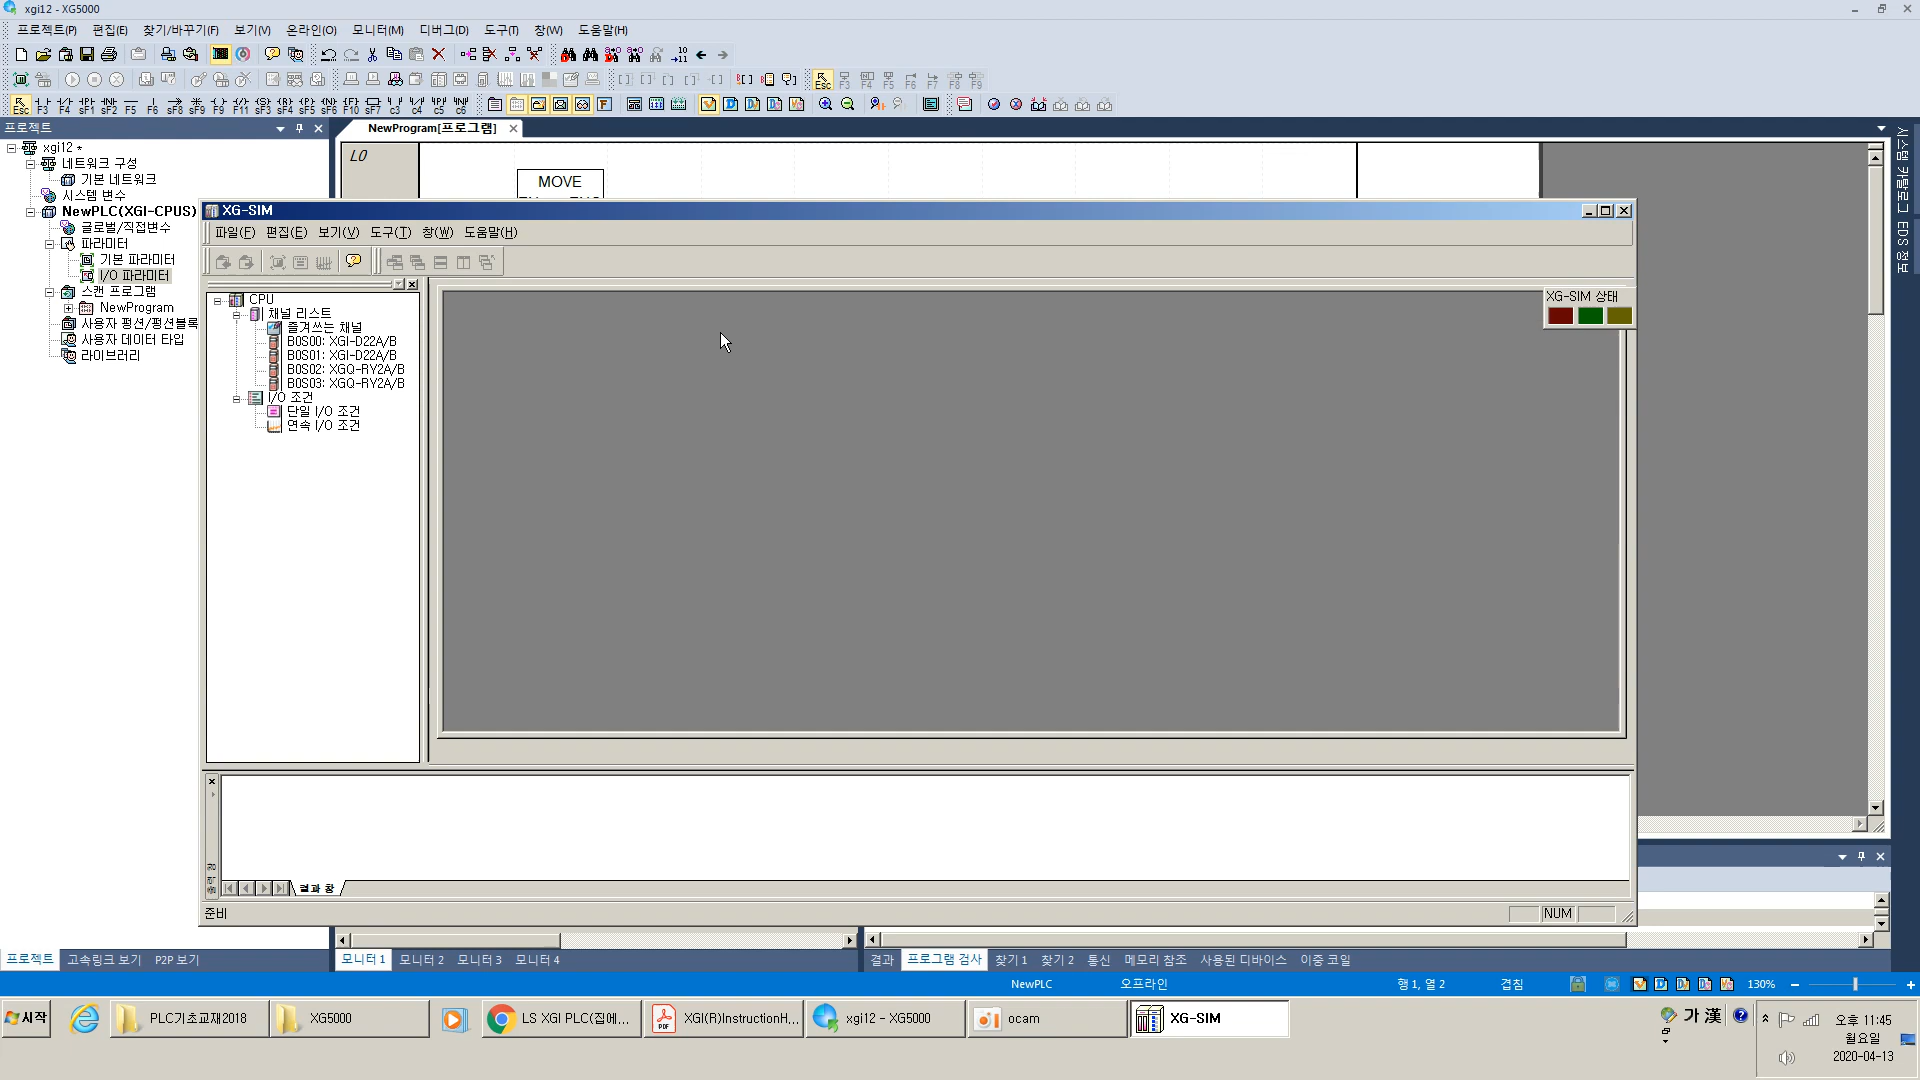 xgi12 - XG5000
프로젝트(P) 편집(E) 찾기/바꾸기(F) 보기(V) 온라인(O) 모니터(M) 디버그(D) 도구(T) 창(W) 도움말(H)
프로젝트
NewProgram[프로그램]
xgi12 *
네트워크 구성
기본 네트워크
시스템 변수
NewPLC(XGI-CPUS)
글로벌/직접변수
파라미터
기본 파라미터
I/O 파라미터
스캔 프로그램
NewProgram
사용자 펑션/펑션블록
사용자 데이터 타입
라이브러리
L0
MOVE
시스템 카탈로그
EDS 정보
XG-SIM
파일(F) 편집(E) 보기(V) 도구(T) 창(W) 도움말(H)
CPU
채널 리스트
즐겨쓰는 채널
B0S00: XGI-D22A/B
B0S01: XGI-D22A/B
B0S02: XGQ-RY2A/B
B0S03: XGQ-RY2A/B
I/O 조건
단일 I/O 조건
연속 I/O 조건
XG-SIM 상태
결과 창
준비
NUM
프로젝트 고속링크 보기 P2P 보기
모니터 1 모니터 2 모니터 3 모니터 4
결과 프로그램 검사 찾기 1 찾기 2 통신 메모리 참조 사용된 디바이스 이중 코일
NewPLC 오프라인 행 1, 열 2 겹침 130%
시작 PLC기초교재2018 XG5000 LS XGI PLC(집에... XGI(R)InstructionH... xgi12 - XG5000 ocam XG-SIM
가 漢
오후 11:45
월요일
2020-04-13